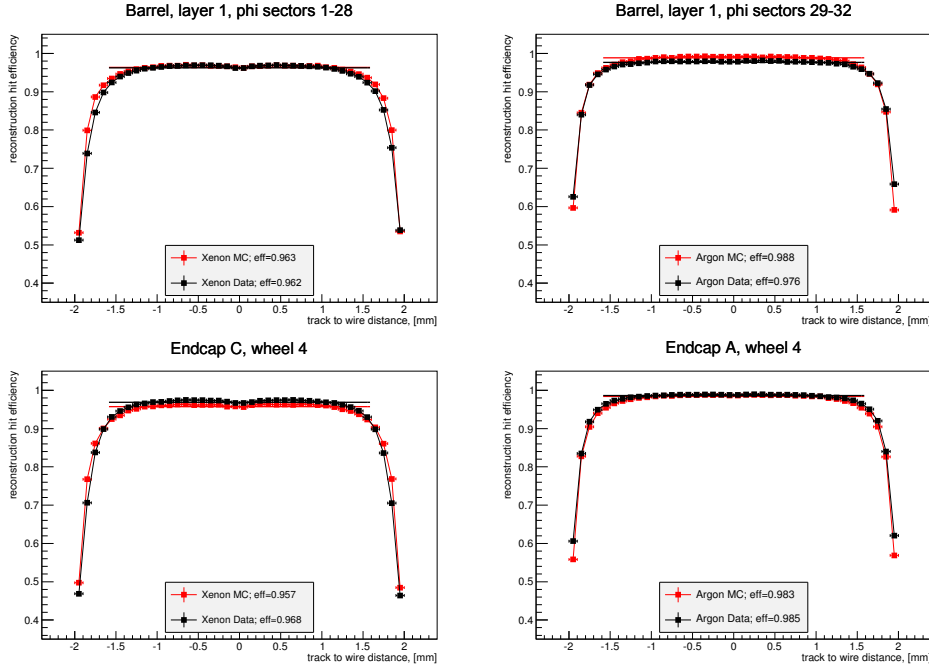 Barrel, layer 1, phi sectors 1-28
reconstruction hit efficiency
1
0.9
0.8
0.7
0.6
0.5
0.4
Xenon MC; eff=0.963
Xenon Data; eff=0.962
-2 -1.5 -1 -0.5 0 0.5 1 1.5 2
track to wire distance, [mm]
Barrel, layer 1, phi sectors 29-32
reconstruction hit efficiency
1
0.9
0.8
0.7
0.6
0.5
0.4
Argon MC; eff=0.988
Argon Data; eff=0.976
-2 -1.5 -1 -0.5 0 0.5 1 1.5 2
track to wire distance, [mm]
Endcap C, wheel 4
reconstruction hit efficiency
1
0.9
0.8
0.7
0.6
0.5
0.4
Xenon MC; eff=0.957
Xenon Data; eff=0.968
-2 -1.5 -1 -0.5 0 0.5 1 1.5 2
track to wire distance, [mm]
Endcap A, wheel 4
reconstruction hit efficiency
1
0.9
0.8
0.7
0.6
0.5
0.4
Argon MC; eff=0.983
Argon Data; eff=0.985
-2 -1.5 -1 -0.5 0 0.5 1 1.5 2
track to wire distance, [mm]